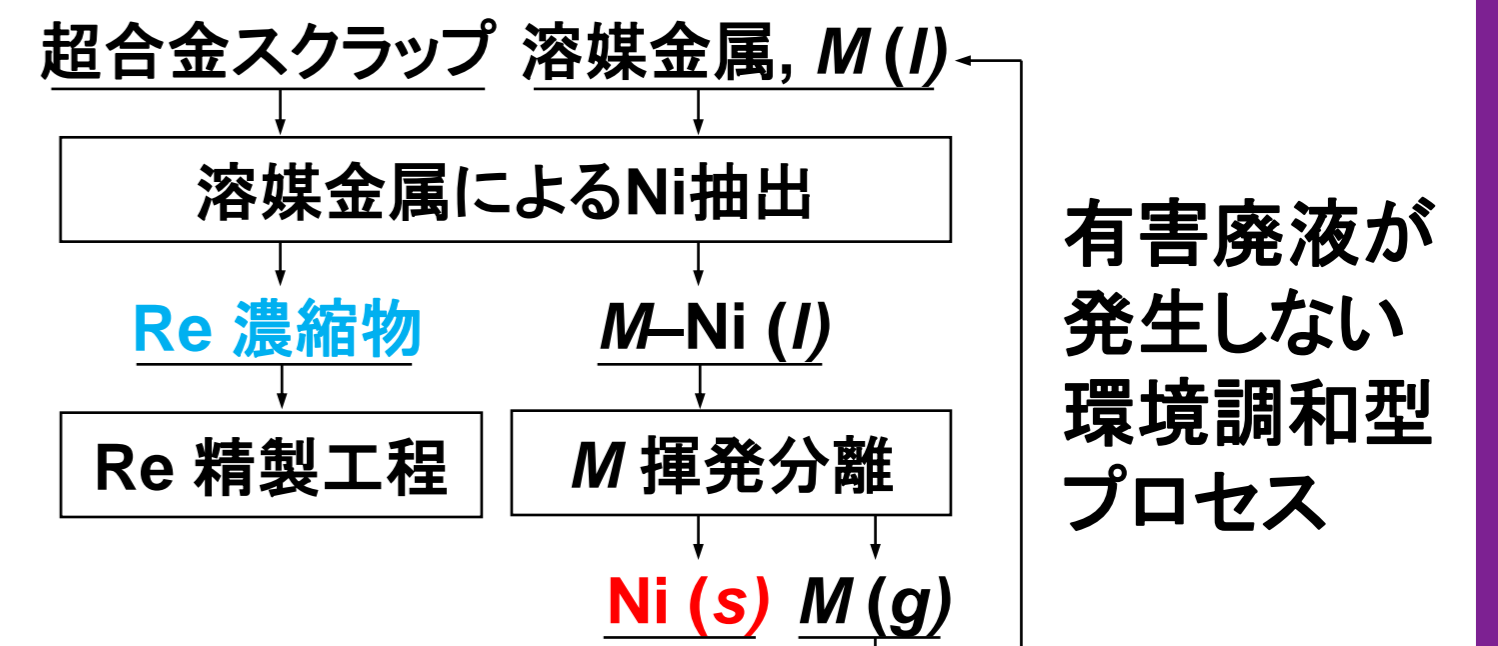 超合金スクラップ 溶媒金属, M (l)
溶媒金属によるNi抽出
Re 濃縮物 M–Ni (l)
Re 精製工程 M 揮発分離
Ni (s) M (g)
有害廃液が
発生しない
環境調和型
プロセス